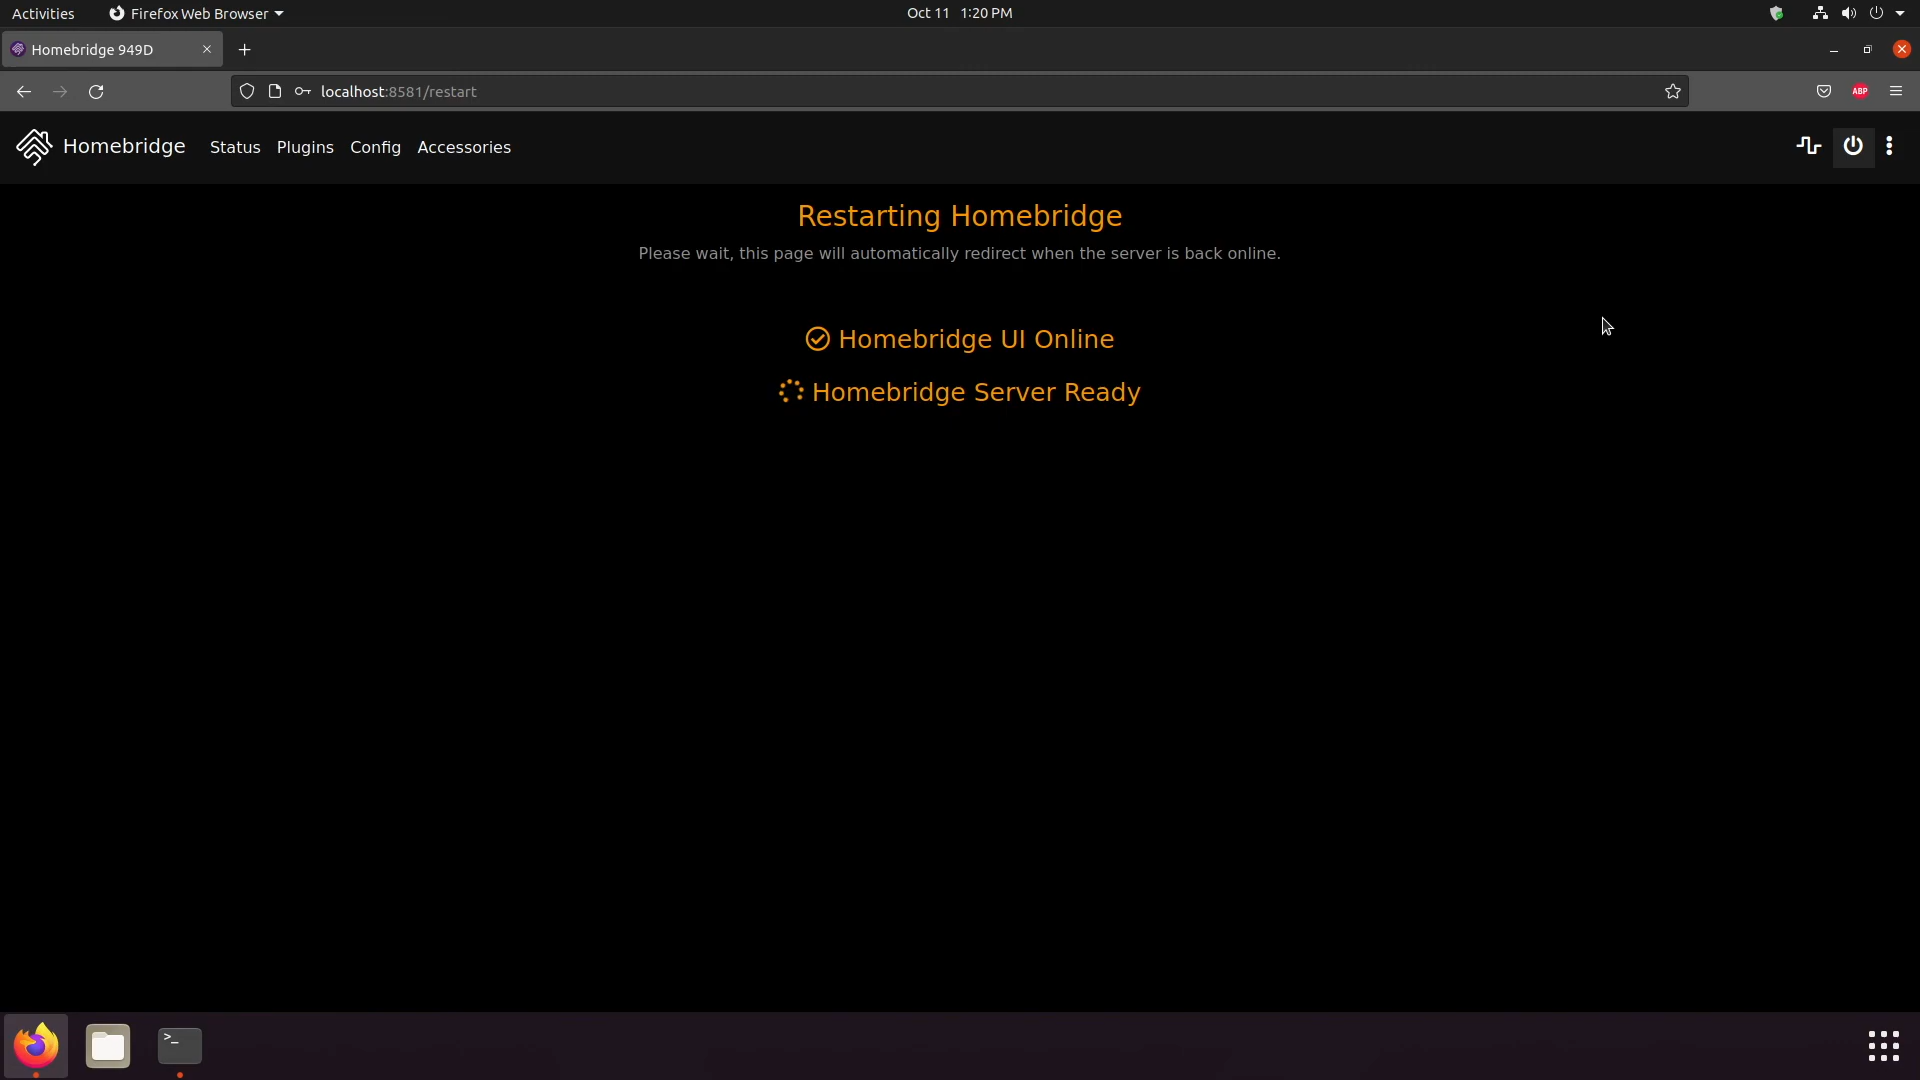 Activities Firefox Web Browser Oct 11 1:20 PM
Homebridge 949D
localhost:8581/restart ABP
Homebridge Status Plugins Config Accessories
Restarting Homebridge
Please wait, this page will automatically redirect when the server is back online.
Homebridge UI Online
Homebridge Server Ready
>_